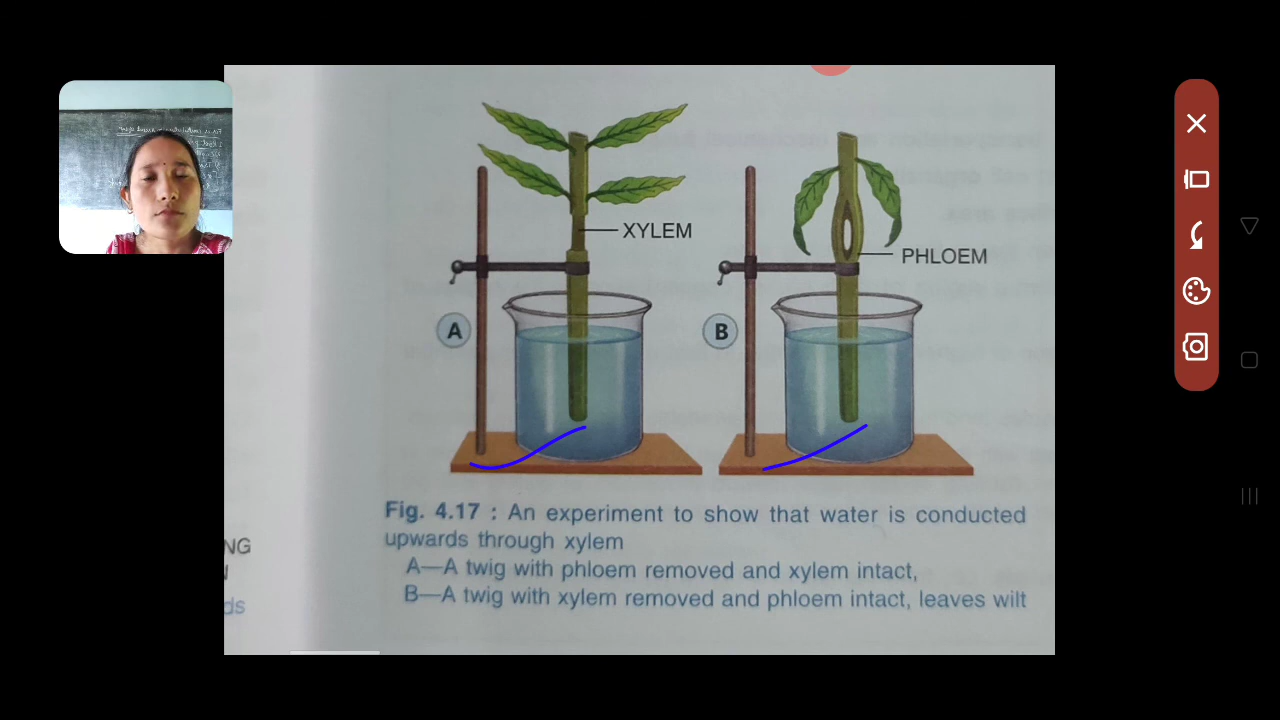 XYLEM
PHLOEM
A
B
Fig. 4.17 : An experiment to show that water is conducted
upwards through xylem
A—A twig with phloem removed and xylem intact,
B—A twig with xylem removed and phloem intact, leaves wilt
NG
ds